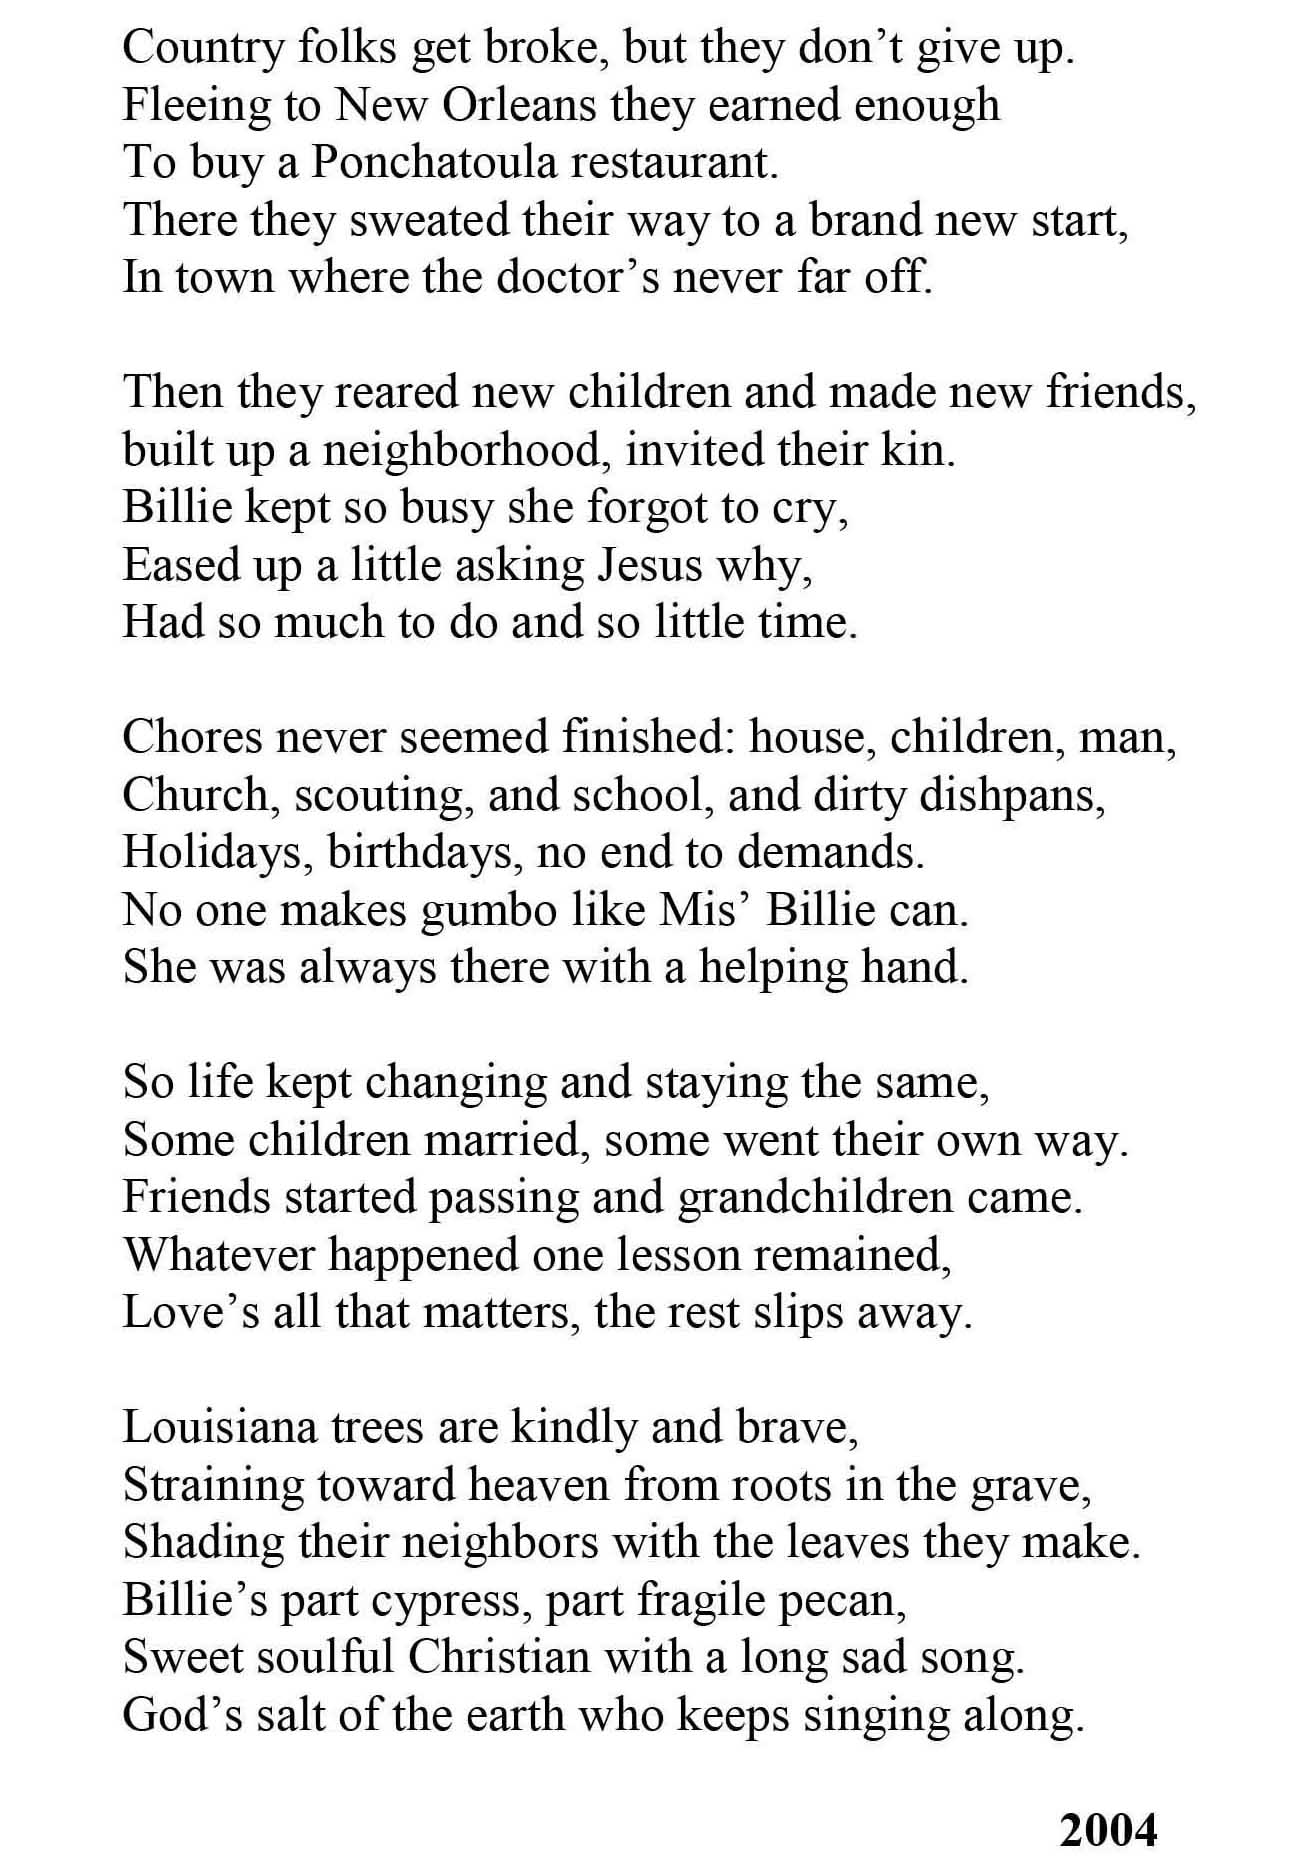 Country folks get broke, but they don’t give up.
Fleeing to New Orleans they earned enough
To buy a Ponchatoula restaurant.
There they sweated their way to a brand new start,
In town where the doctor’s never far off.

Then they reared new children and made new friends,
built up a neighborhood, invited their kin.
Billie kept so busy she forgot to cry,
Eased up a little asking Jesus why,
Had so much to do and so little time.

Chores never seemed finished: house, children, man,
Church, scouting, and school, and dirty dishpans,
Holidays, birthdays, no end to demands.
No one makes gumbo like Mis’ Billie can.
She was always there with a helping hand.

So life kept changing and staying the same,
Some children married, some went their own way.
Friends started passing and grandchildren came.
Whatever happened one lesson remained,
Love’s all that matters, the rest slips away.

Louisiana trees are kindly and brave,
Straining toward heaven from roots in the grave,
Shading their neighbors with the leaves they make.
Billie’s part cypress, part fragile pecan,
Sweet soulful Christian with a long sad song.
God’s salt of the earth who keeps singing along.

2004